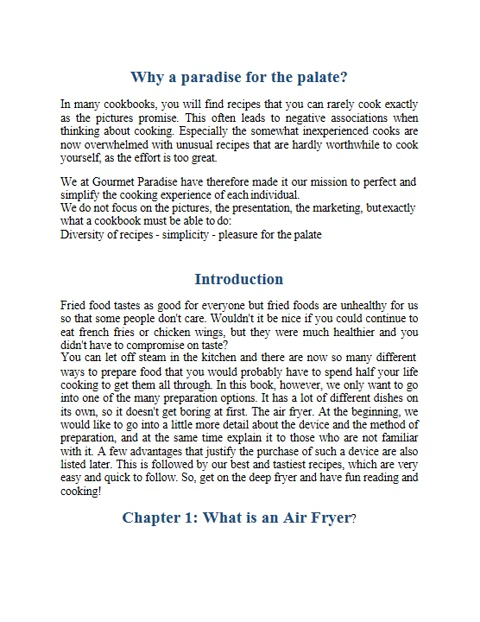 Why a paradise for the palate?
In many cookbooks, you will find recipes that you can rarely cook exactly
as the pictures promise. This often leads to negative associations when
thinking about cooking. Especially the somewhat inexperienced cooks are
now overwhelmed with unusual recipes that are hardly worthwhile to cook
yourself, as the effort is too great.
We at Gourmet Paradise have therefore made it our mission to perfect and
simplify the cooking experience of each individual.
We do not focus on the pictures, the presentation, the marketing, but exactly
what a cookbook must be able to do:
Diversity of recipes - simplicity - pleasure for the palate
Introduction
Fried food tastes as good for everyone but fried foods are unhealthy for us
so that some people don't care. Wouldn't it be nice if you could continue to
eat french fries or chicken wings, but they were much healthier and you
didn't have to compromise on taste?
You can let off steam in the kitchen and there are now so many different
ways to prepare food that you would probably have to spend half your life
cooking to get them all through. In this book, however, we only want to go
into one of the many preparation options. It has a lot of different dishes on
its own, so it doesn't get boring at first. The air fryer. At the beginning, we
would like to go into a little more detail about the device and the method of
preparation, and at the same time explain it to those who are not familiar
with it. A few advantages that justify the purchase of such a device are also
listed later. This is followed by our best and tastiest recipes, which are very
easy and quick to follow. So, get on the deep fryer and have fun reading and
cooking!
Chapter 1: What is an Air Fryer?